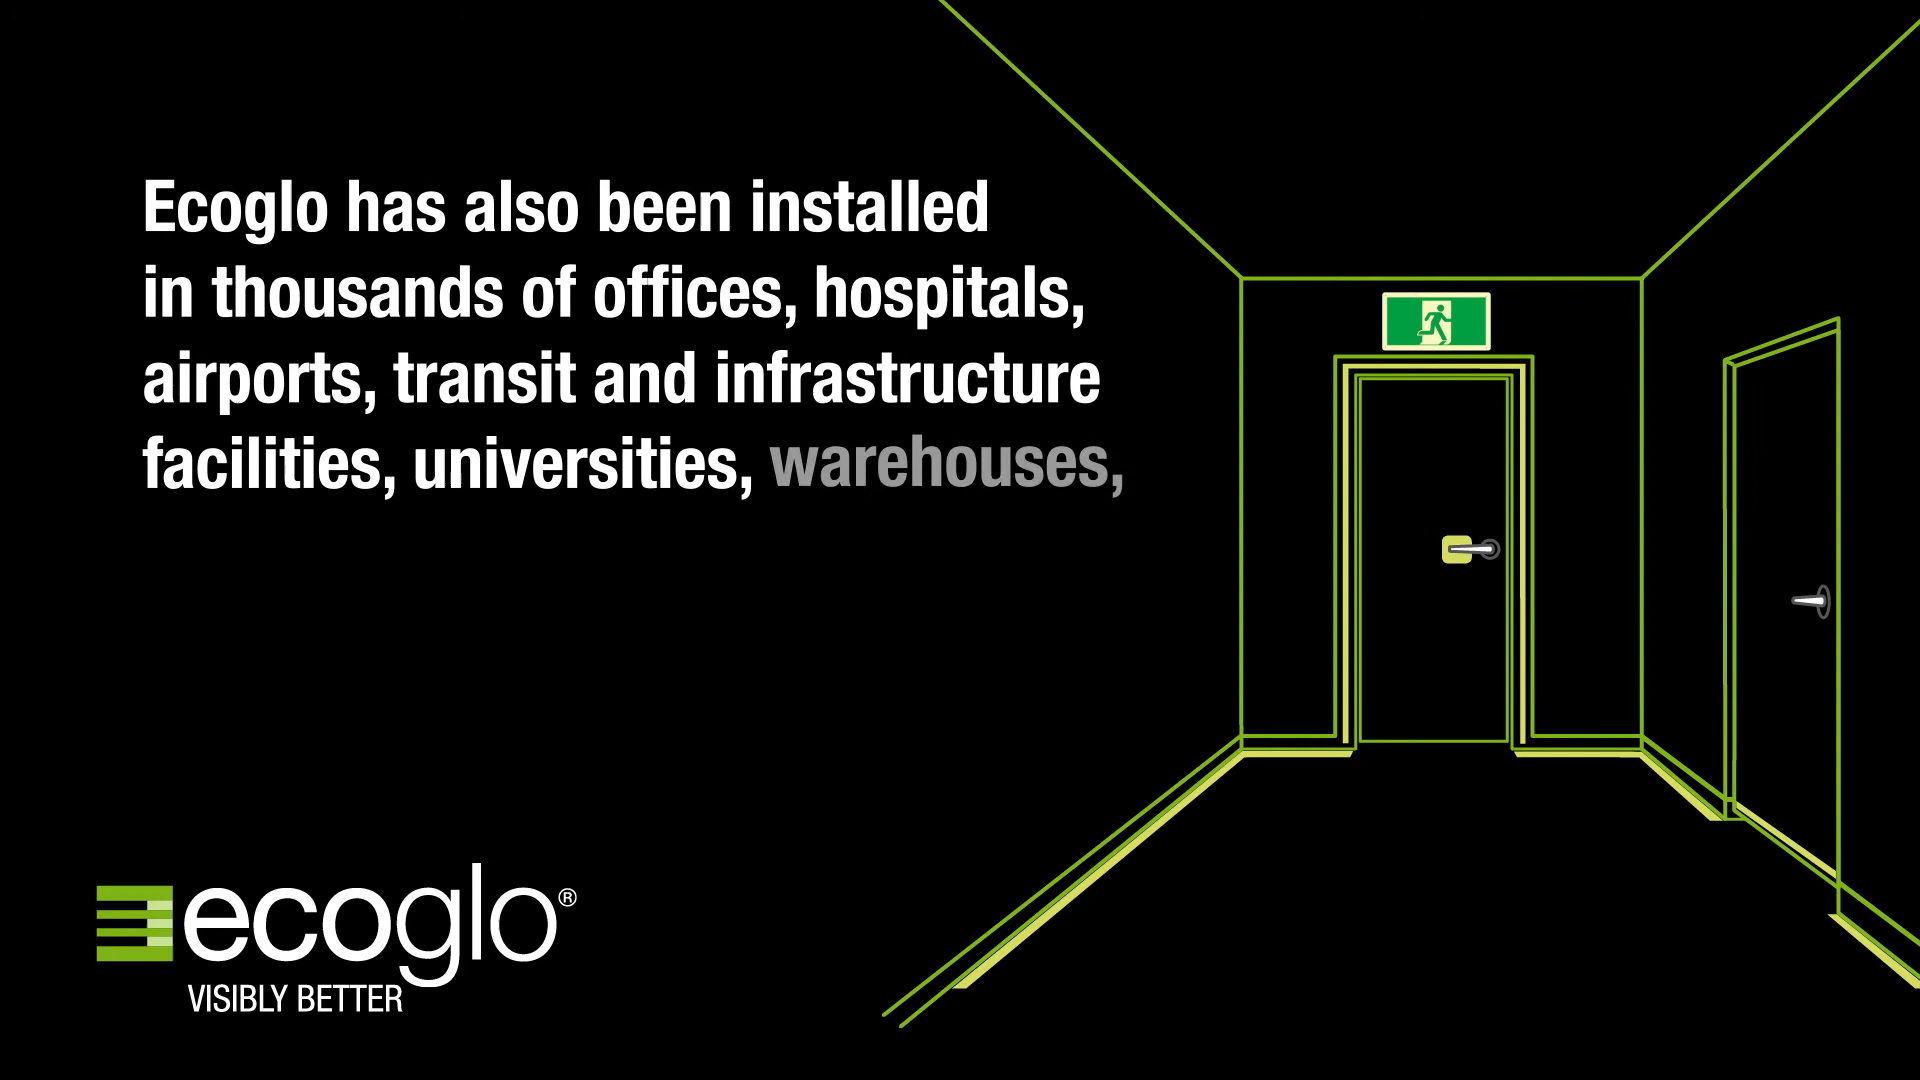 Ecoglo has also been installed
in thousands of offices, hospitals,
airports, transit and infrastructure
facilities, universities, warehouses,
ecoglo®
VISIBLY BETTER